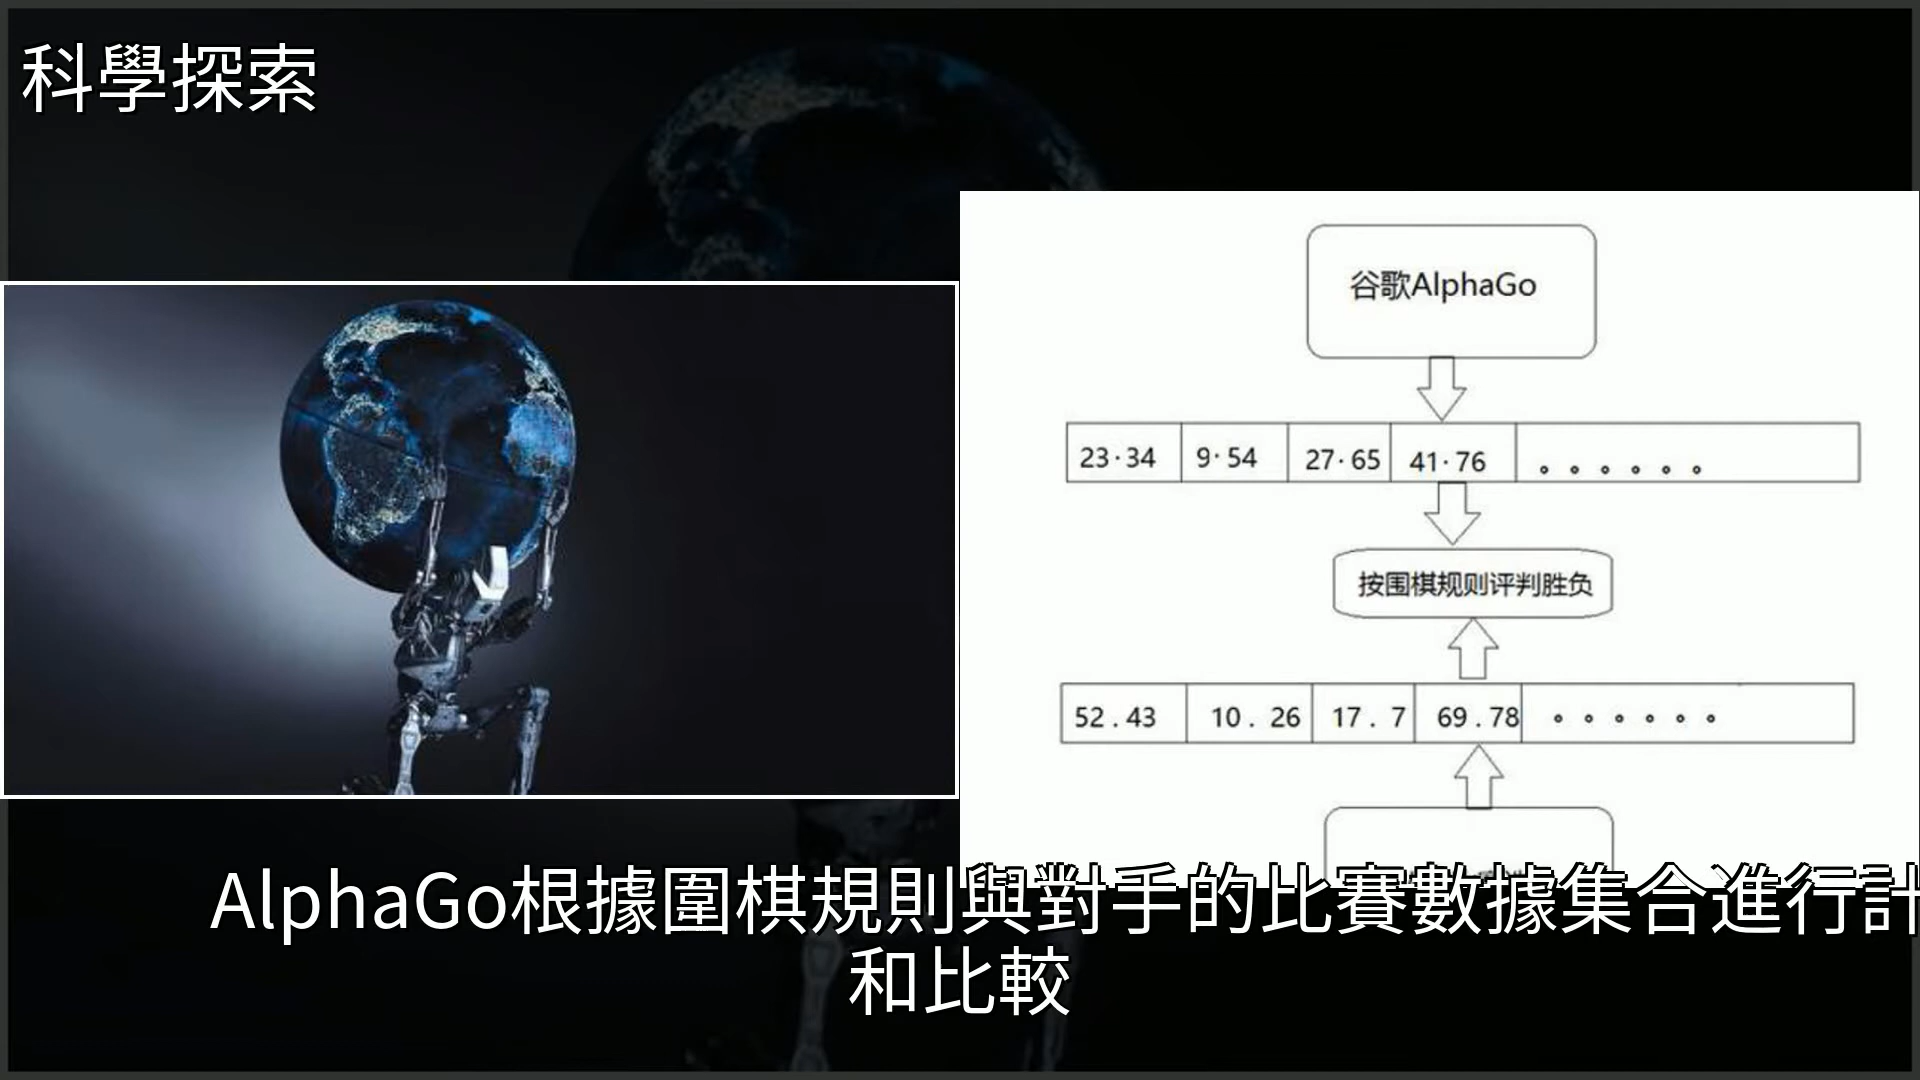 科學探索
谷歌AlphaGo
23·34 9·54 27·65 41·76 。。。。。。
按围棋规则评判胜负
52.43 10.26 17.7 69.78 。。。。。。
AlphaGo根據圍棋規則與對手的比賽數據集合進行計
和比較